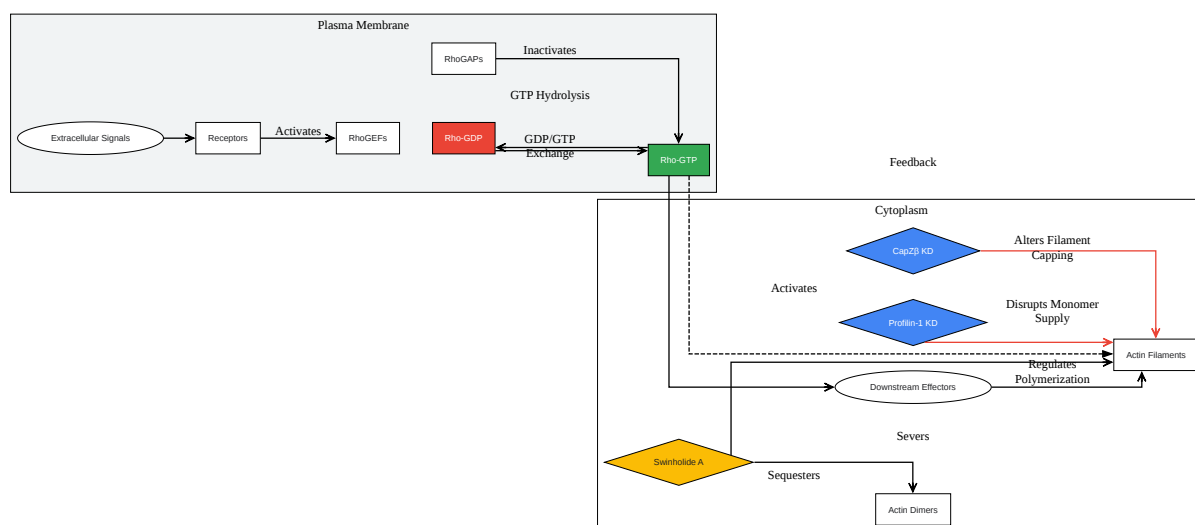 Plasma Membrane
RhoGAPs
Inactivates
GTP Hydrolysis
Extracellular Signals
Receptors
Activates
RhoGEFs
Rho-GDP
GDP/GTP
Exchange
Rho-GTP
Feedback
Cytoplasm
CapZβ KD
Alters Filament
Capping
Activates
Profilin-1 KD
Disrupts Monomer
Supply
Actin Filaments
Regulates
Polymerization
Downstream Effectors
Severs
Swinholide A
Sequesters
Actin Dimers